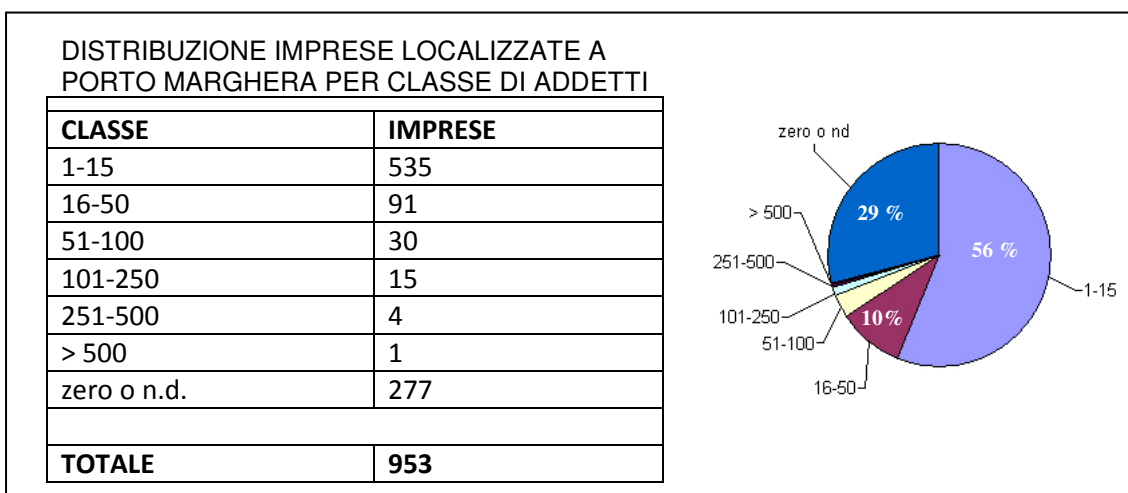 DISTRIBUZIONE IMPRESE LOCALIZZATE A
PORTO MARGHERA PER CLASSE DI ADDETTI
CLASSE IMPRESE
1-15 535
16-50 91
51-100 30
101-250 15
251-500 4
> 500 1
zero o n.d. 277
TOTALE 953
zero o nd
> 500
29 %
56 %
251-500
1-15
101-250
10%
51-100
16-50